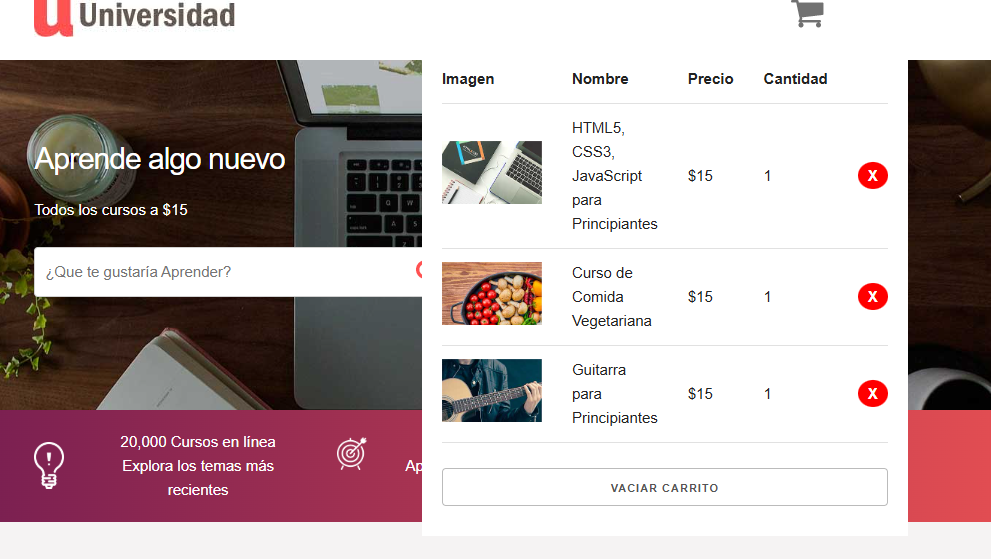 u Universidad
Imagen Nombre Precio Cantidad
HTML5,
CSS3,
JavaScript
para
Principiantes
$15 1 X
Curso de
Comida
Vegetariana
$15 1 X
Guitarra
para
Principiantes
$15 1 X
VACIAR CARRITO
Aprende algo nuevo
Todos los cursos a $15
¿Que te gustaría Aprender?
20,000 Cursos en línea
Explora los temas más
recientes
Ap